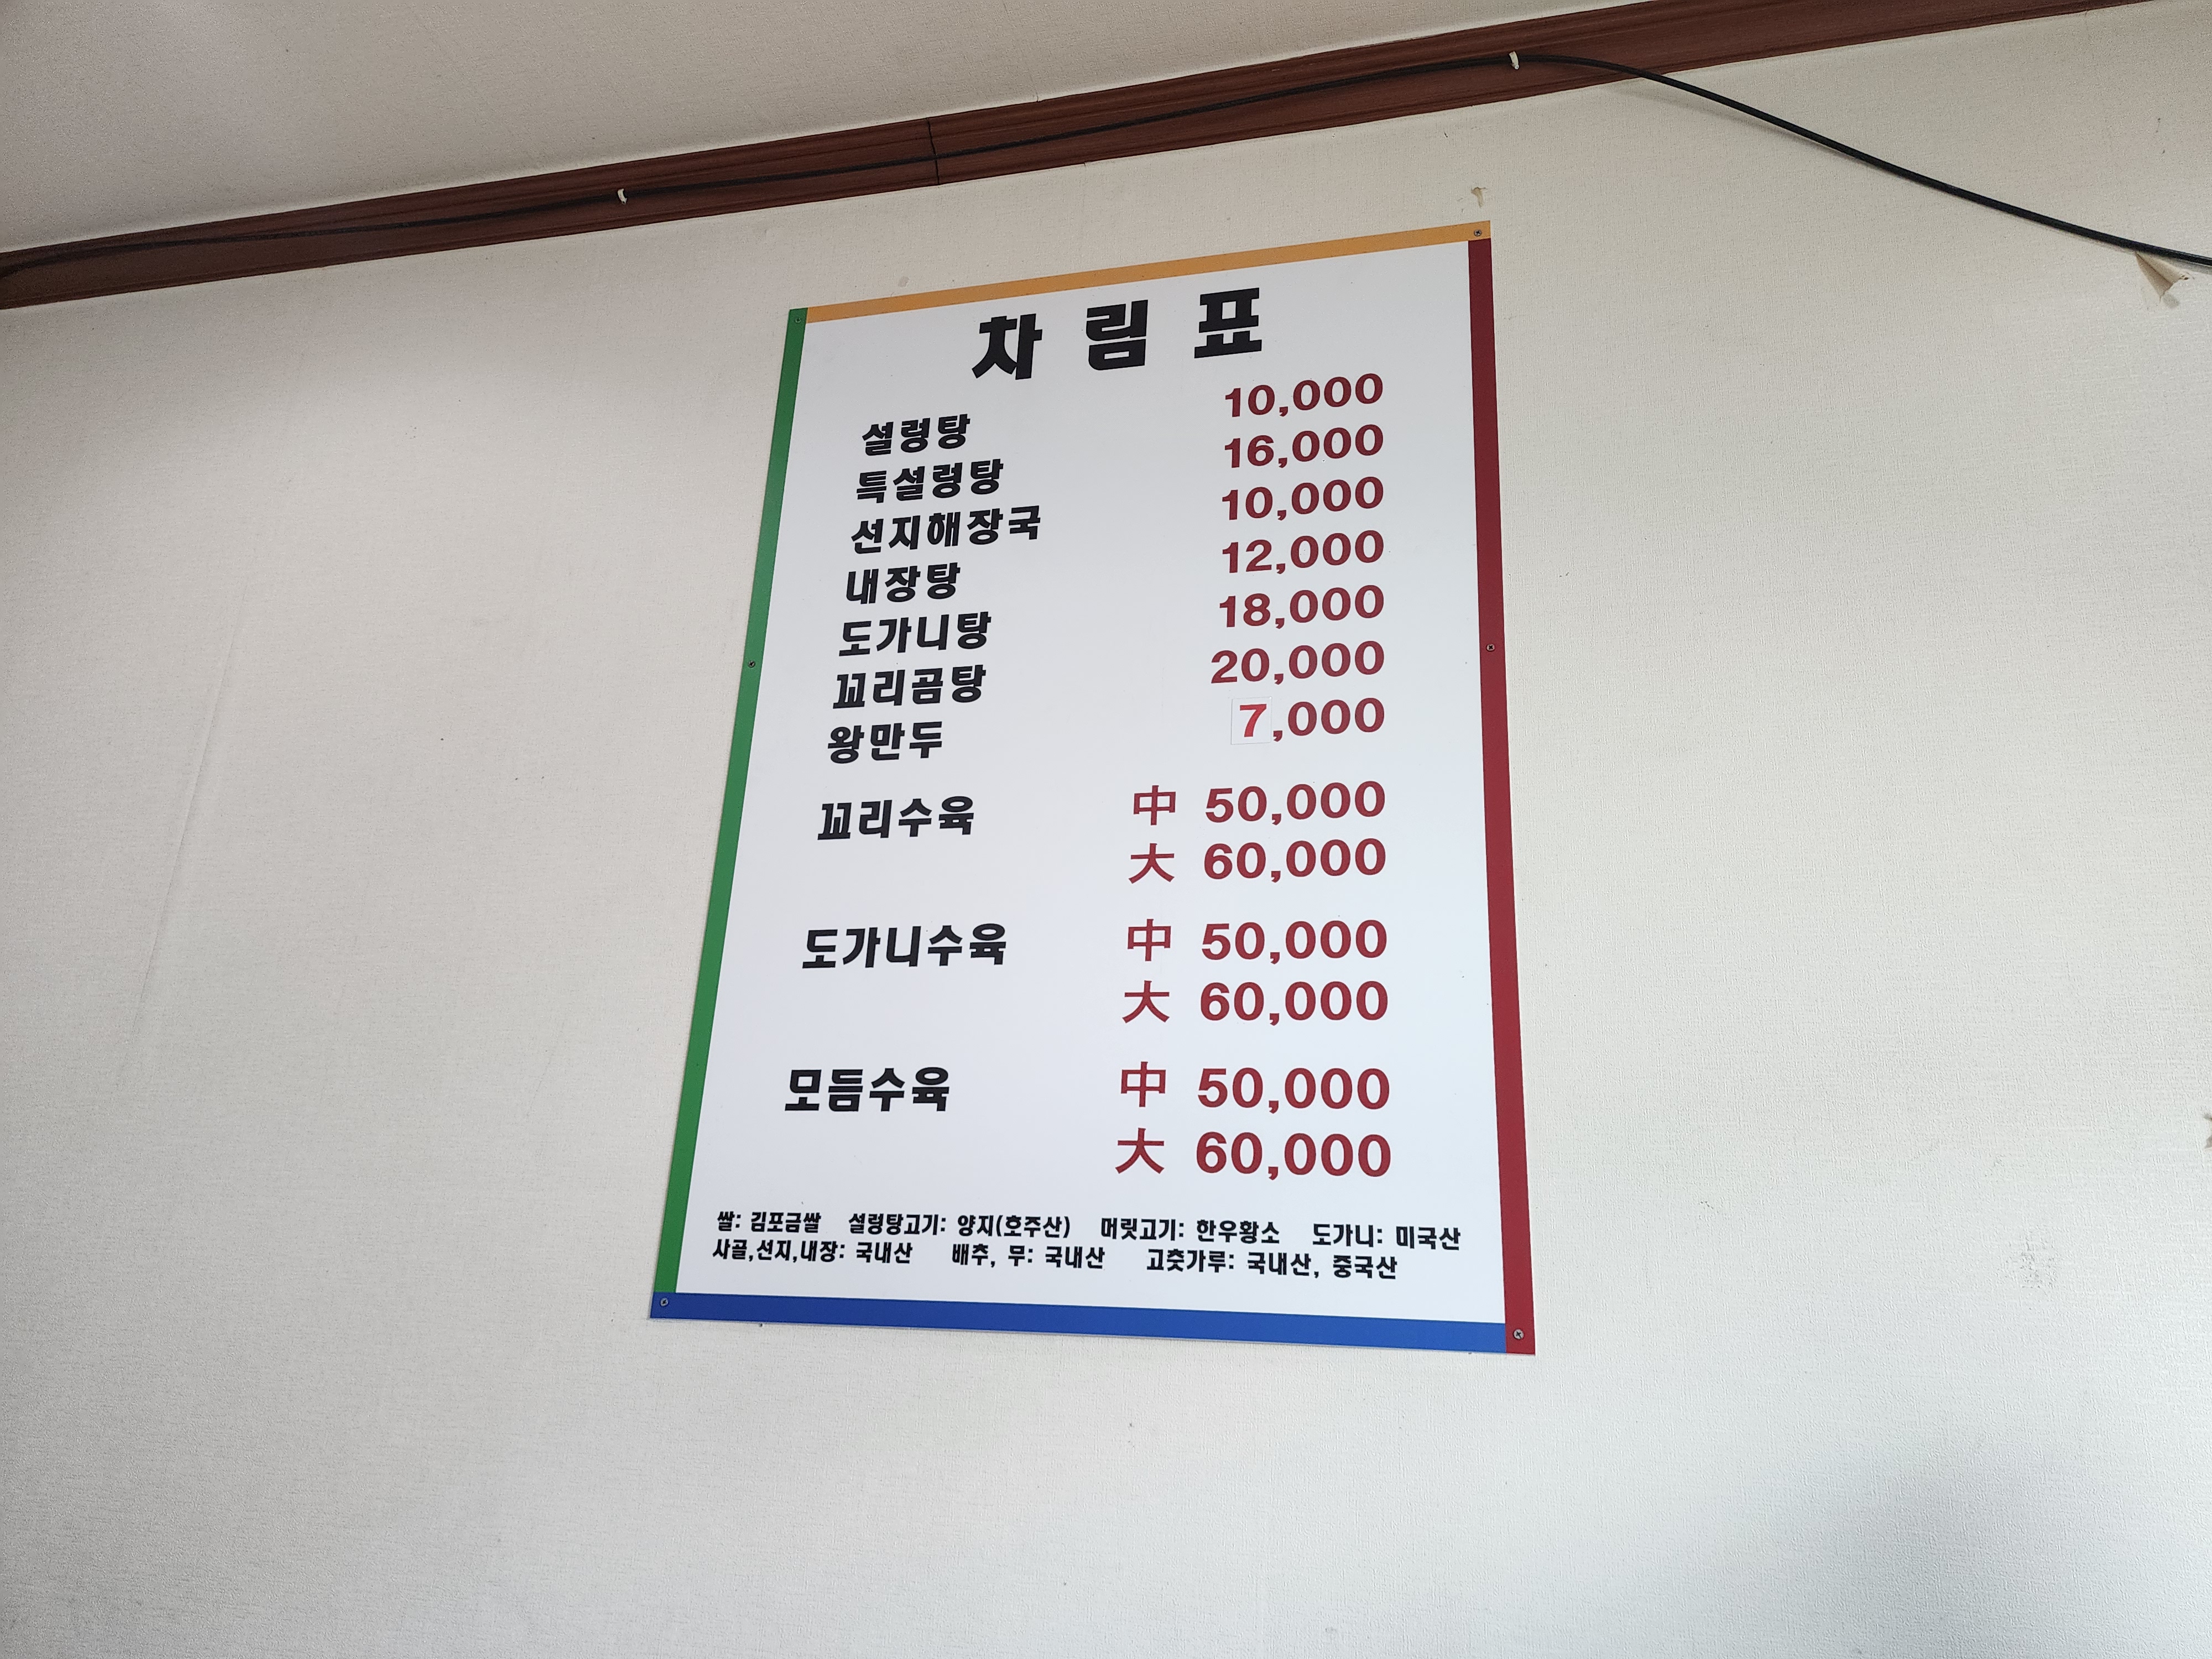 차림표
설렁탕 10,000
특설렁탕 16,000
선지해장국 10,000
내장탕 12,000
도가니탕 18,000
꼬리곰탕 20,000
왕만두 7,000
꼬리수육 中 50,000
大 60,000
도가니수육 中 50,000
大 60,000
모듬수육 中 50,000
大 60,000
쌀: 김포금쌀 설렁탕고기: 양지(호주산) 머릿고기: 한우황소 도가니: 미국산
사골,선지,내장: 국내산 배추, 무: 국내산 고춧가루: 국내산, 중국산